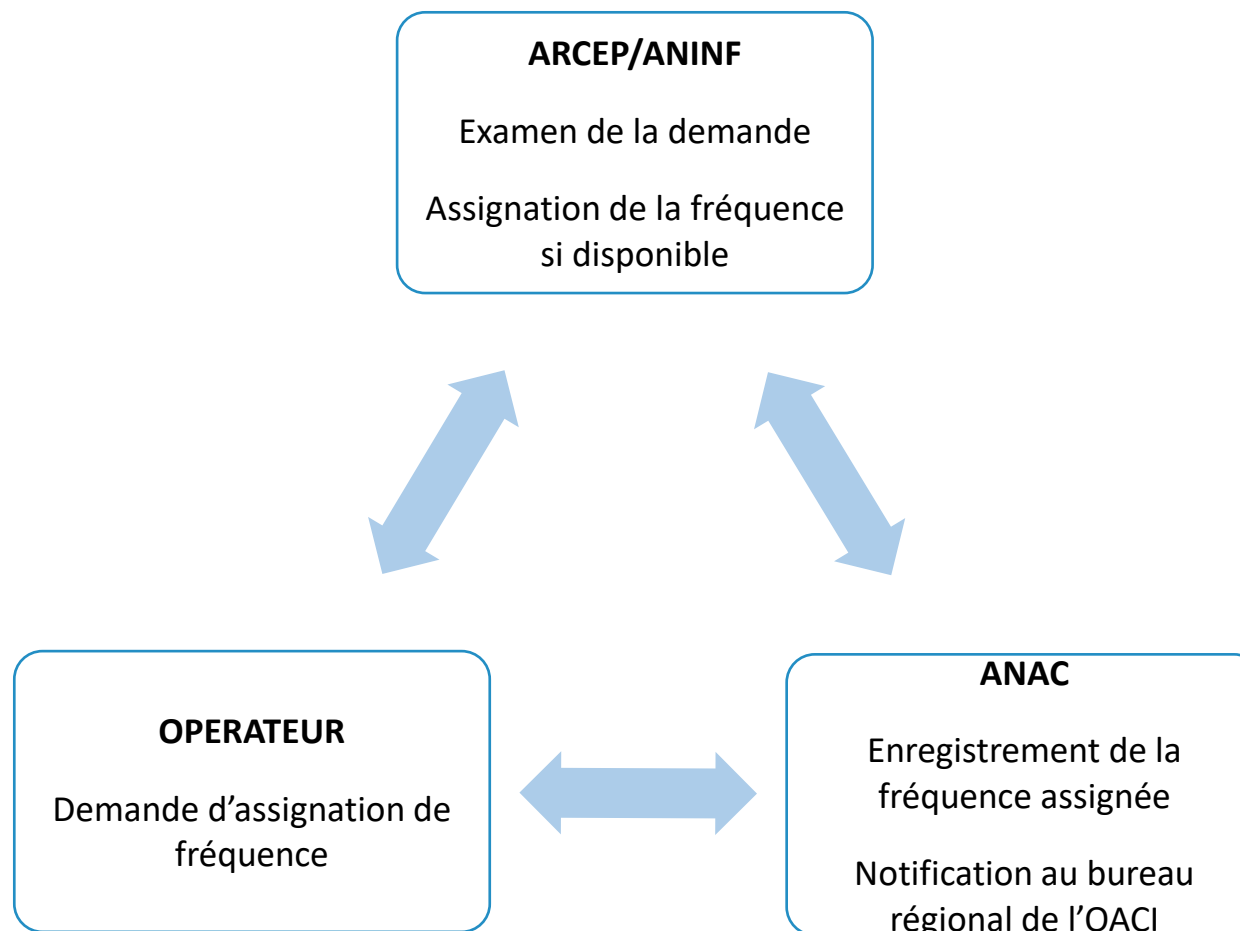 ARCEP/ANINF
Examen de la demande
Assignation de la fréquence
si disponible
OPERATEUR
Demande d’assignation de
fréquence
ANAC
Enregistrement de la
fréquence assignée
Notification au bureau
régional de l’OACI